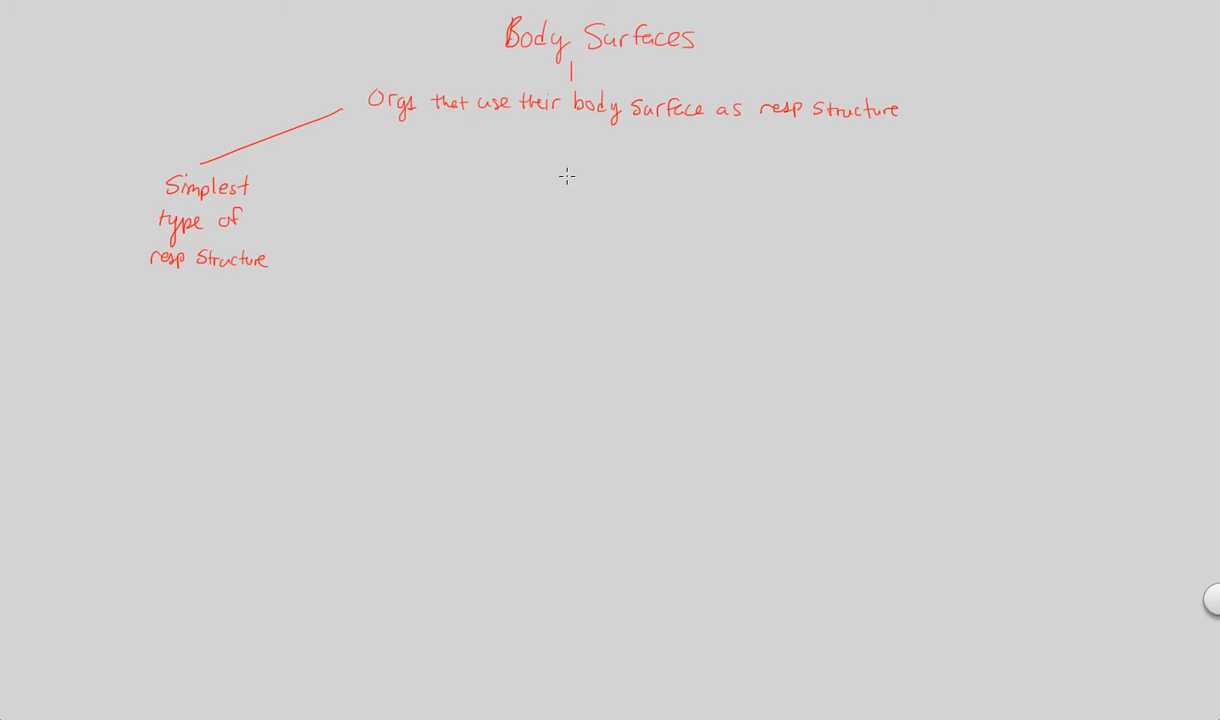 Body Surfaces
Orgs that use their body surface as resp structure
Simplest
type of
resp structure